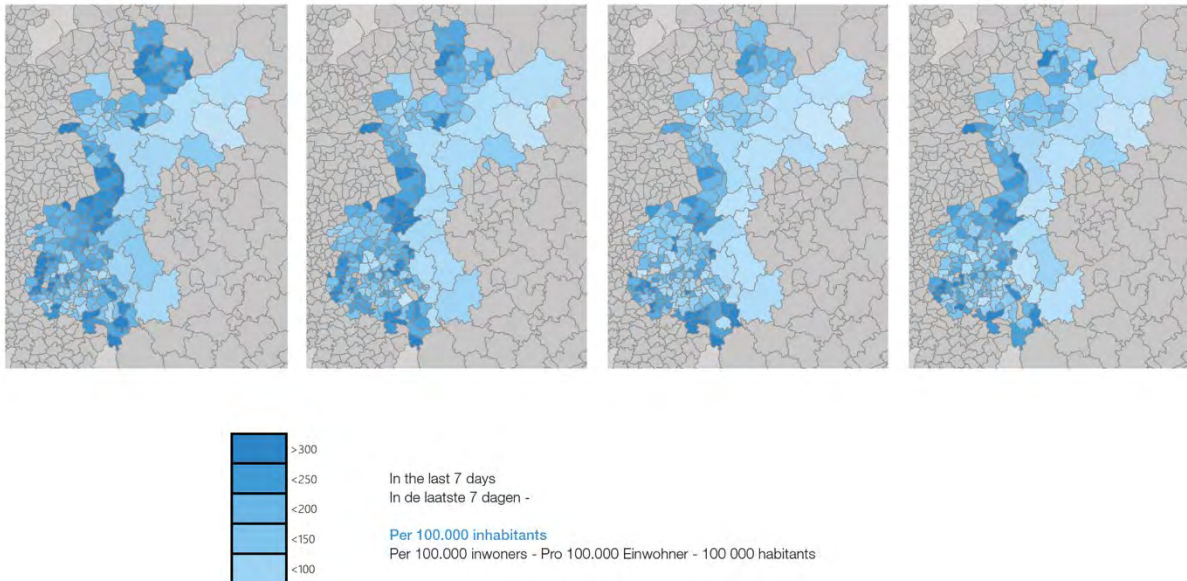 >300
<250
<200
<150
<100
In the last 7 days
In de laatste 7 dagen -
Per 100.000 inhabitants
Per 100.000 inwoners - Pro 100.000 Einwohner - 100 000 habitants